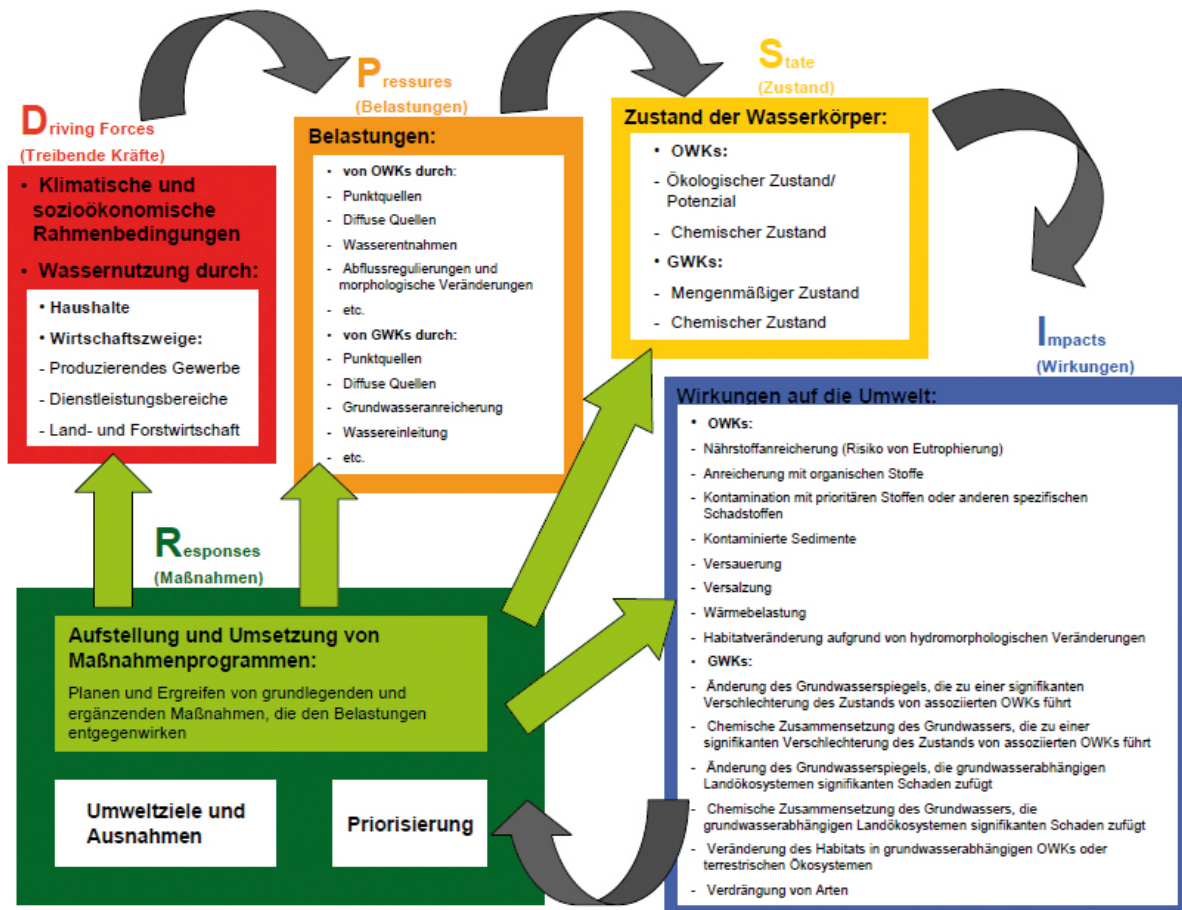 Driving Forces
(Treibende Kräfte)
• Klimatische und
sozioökonomische
Rahmenbedingungen
• Wassernutzung durch:
• Haushalte
• Wirtschaftszweige:
- Produzierendes Gewerbe
- Dienstleistungsbereiche
- Land- und Forstwirtschaft
Pressures
(Belastungen)
Belastungen:
• von OWKs durch:
- Punktquellen
- Diffuse Quellen
- Wasserentnahmen
- Abflussregulierungen und
morphologische Veränderungen
- etc.
• von GWKs durch:
- Punktquellen
- Diffuse Quellen
- Grundwasseranreicherung
- Wassereinleitung
- etc.
State
(Zustand)
Zustand der Wasserkörper:
• OWKs:
- Ökologischer Zustand/
Potenzial
- Chemischer Zustand
• GWKs:
- Mengenmäßiger Zustand
- Chemischer Zustand
Impacts
(Wirkungen)
Wirkungen auf die Umwelt:
• OWKs:
- Nährstoffanreicherung (Risiko von Eutrophierung)
- Anreicherung mit organischen Stoffe
- Kontamination mit prioritären Stoffen oder anderen spezifischen
Schadstoffen
- Kontaminierte Sedimente
- Versauerung
- Versalzung
- Wärmebelastung
- Habitatveränderung aufgrund von hydromorphologischen Veränderungen
• GWKs:
- Änderung des Grundwasserspiegels, die zu einer signifikanten
Verschlechterung des Zustands von assoziierten OWKs führt
- Chemische Zusammensetzung des Grundwassers, die zu einer
signifikanten Verschlechterung des Zustands von assoziierten OWKs führt
- Änderung des Grundwasserspiegels, die grundwasserabhängigen
Landökosystemen signifikanten Schaden zufügt
- Chemische Zusammensetzung des Grundwassers, die
grundwasserabhängigen Landökosystemen signifikanten Schaden zufügt
- Veränderung des Habitats in grundwasserabhängigen OWKs oder
terrestrischen Ökosystemen
- Verdrängung von Arten
Responses
(Maßnahmen)
Aufstellung und Umsetzung von
Maßnahmenprogrammen:
Planen und Ergreifen von grundlegenden und
ergänzenden Maßnahmen, die den Belastungen
entgegenwirken
Umweltziele und
Ausnahmen
Priorisierung